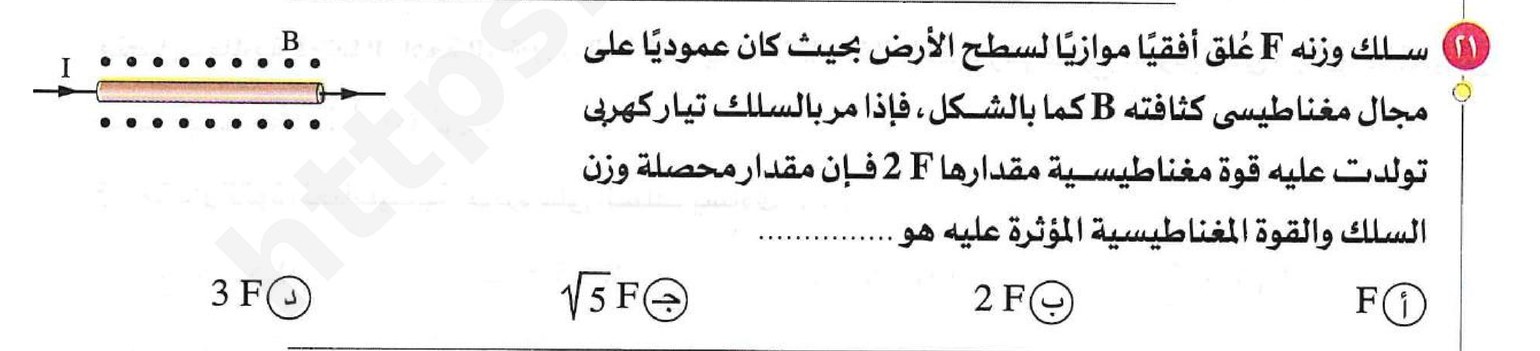 ٢١ سلك وزنه F عُلق أفقيًا موازيًا لسطح الأرض بحيث كان عموديًا على
مجال مغناطيسى كثافته B كما بالشكل، فإذا مر بالسلك تيار كهربى
تولدت عليه قوة مغناطيسية مقدارها 2 F فإن مقدار محصلة وزن
السلك والقوة المغناطيسية المؤثرة عليه هو ...............
أ F
ب 2 F
جـ √5 F
د 3 F
B
I
https: